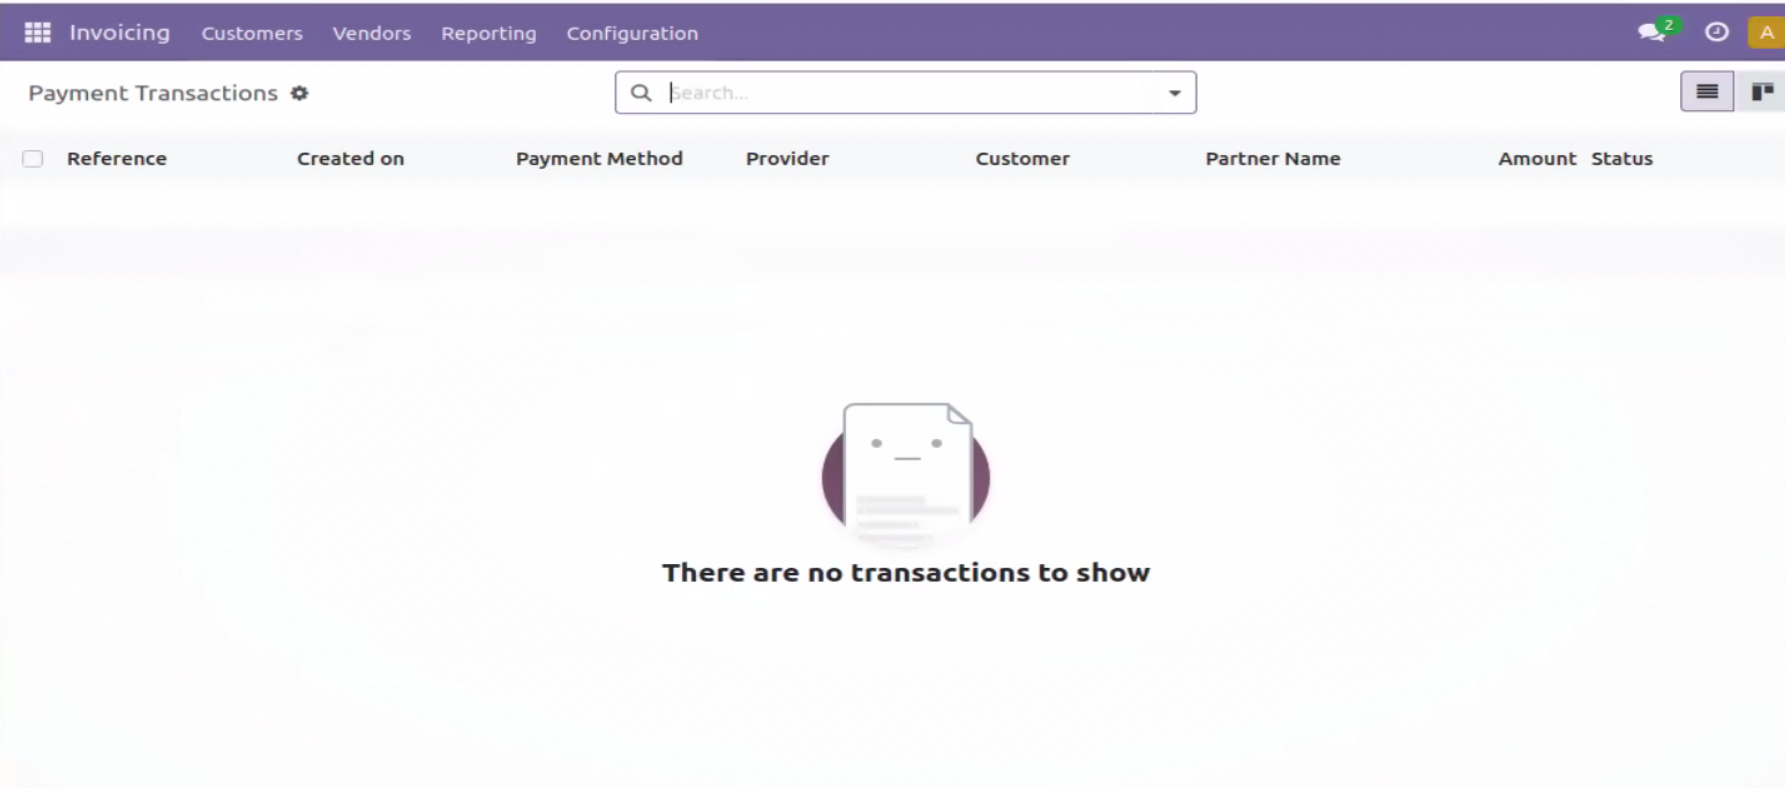 Invoicing Customers Vendors Reporting Configuration 2 A
Payment Transactions Search...
Reference Created on Payment Method Provider Customer Partner Name Amount Status
There are no transactions to show